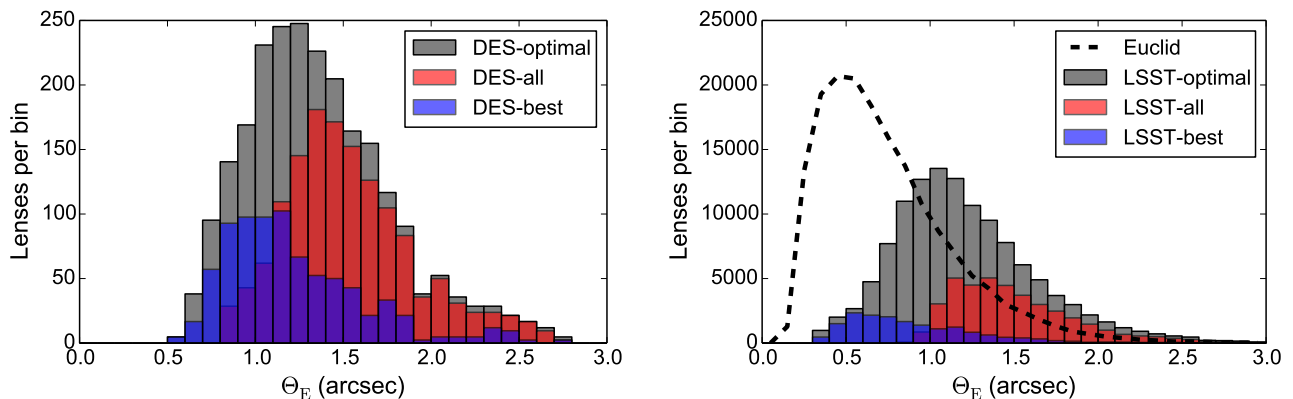 250
200
150
100
50
0
Lenses per bin
DES-optimal
DES-all
DES-best
0.0 0.5 1.0 1.5 2.0 2.5 3.0
Θ_E (arcsec)
25000
20000
15000
10000
5000
0
Lenses per bin
Euclid
LSST-optimal
LSST-all
LSST-best
0.0 0.5 1.0 1.5 2.0 2.5 3.0
Θ_E (arcsec)